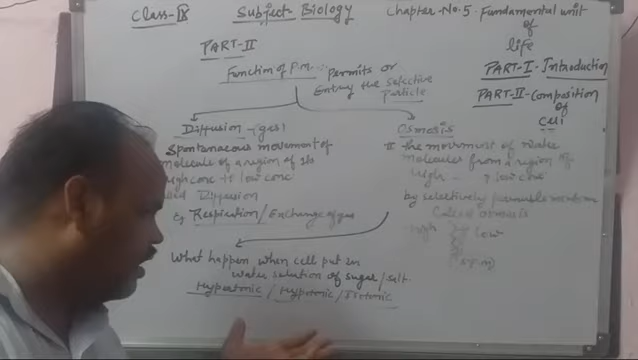 Class-IX
Subject- Biology
Chapter-No.5. Fundamental unit
of
life
PART-II
PART-I-Introduction
PART-II-Composition
of
Cell
Function of P.m. Permits or
Entry the selective
Particle
Diffusion-(gas)
Spontaneous movement of
molecule of a region of its
high conc to low conc
Diffusion
Eg Respiration/Exchange of gas
Osmosis
the movement of water
molecules from a region of
high - low conc
by selectively permeable membrane
Called osmosis
high low
(s.p.m)
What happen when cell put in
water solution of sugar/salt.
Hypertonic / Hypotonic / Isotonic